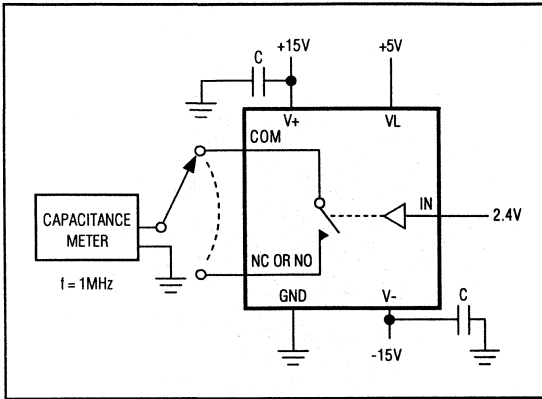 +15V
+5V
C
V+
VL
COM
IN
2.4V
CAPACITANCE
METER
NC OR NO
f = 1MHz
GND
V-
C
-15V